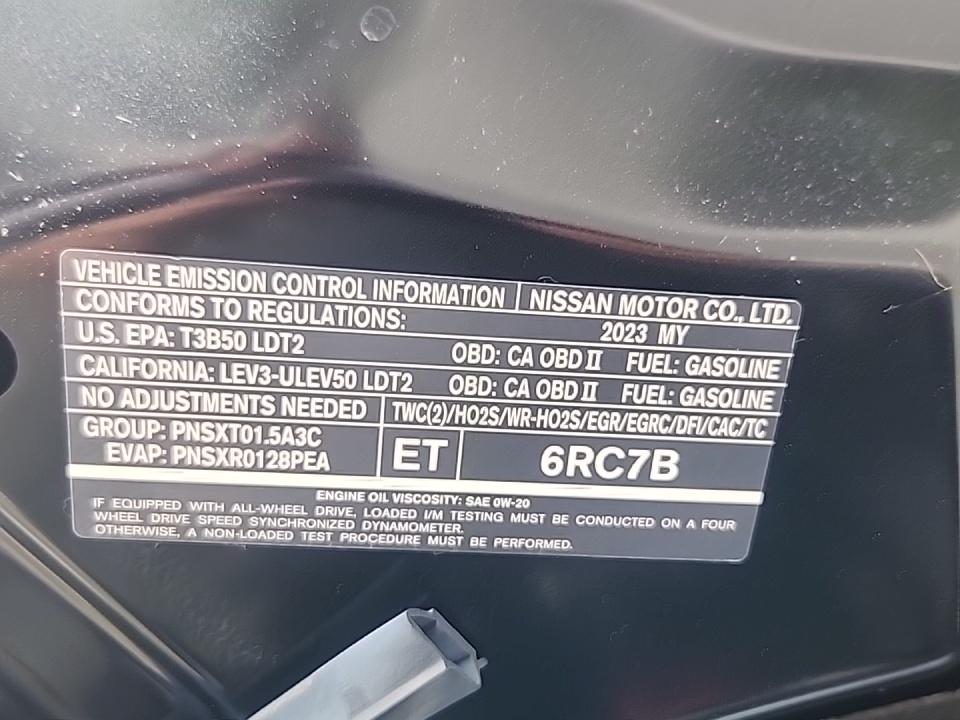 VEHICLE EMISSION CONTROL INFORMATION NISSAN MOTOR CO., LTD.
CONFORMS TO REGULATIONS: 2023 MY
U.S. EPA: T3B50 LDT2 OBD: CA OBD II FUEL: GASOLINE
CALIFORNIA: LEV3-ULEV50 LDT2 OBD: CA OBD II FUEL: GASOLINE
NO ADJUSTMENTS NEEDED TWC(2)/HO2S/WR-HO2S/EGR/EGRC/DFI/CAC/TC
GROUP: PNSXT01.5A3C
EVAP: PNSXR0128PEA
ET 6RC7B
ENGINE OIL VISCOSITY: SAE 0W-20
IF EQUIPPED WITH ALL-WHEEL DRIVE, LOADED I/M TESTING MUST BE CONDUCTED ON A FOUR
WHEEL DRIVE SPEED SYNCHRONIZED DYNAMOMETER.
OTHERWISE, A NON-LOADED TEST PROCEDURE MUST BE PERFORMED.